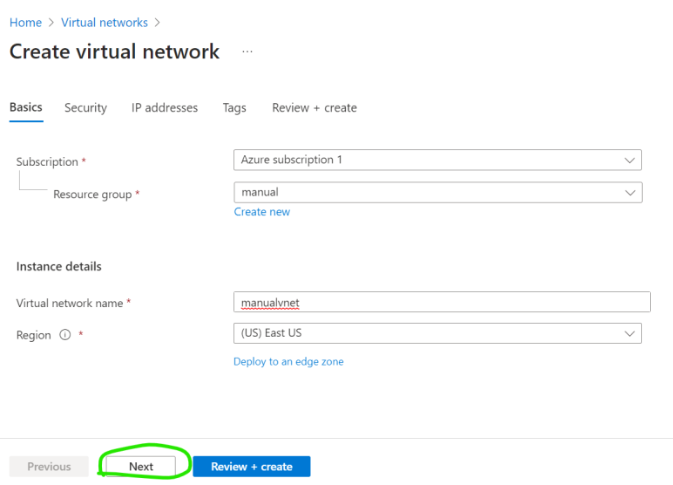 Home > Virtual networks >
Create virtual network ...
Basics Security IP addresses Tags Review + create
Subscription * Azure subscription 1
Resource group * manual
Create new
Instance details
Virtual network name * manualvnet
Region * (US) East US
Deploy to an edge zone
Previous Next Review + create